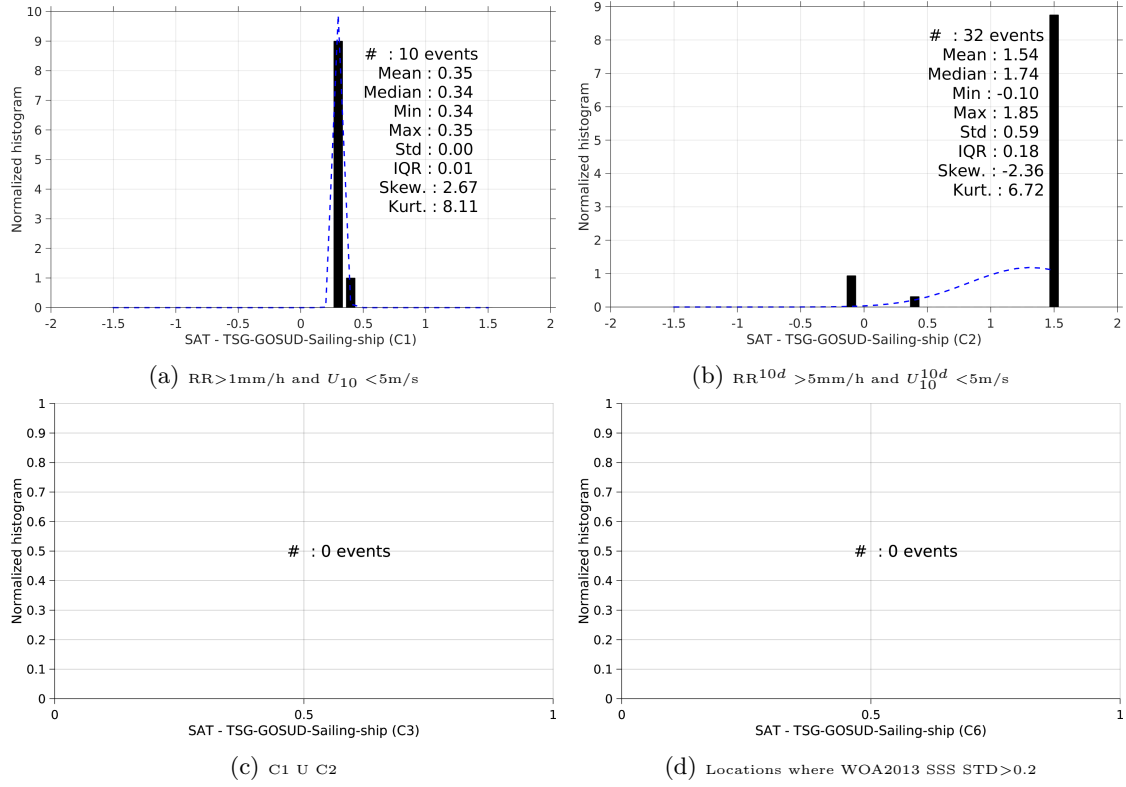 10
9
8
7
6
5
4
3
2
1
0
Normalized histogram
# : 10 events
Mean : 0.35
Median : 0.34
Min : 0.34
Max : 0.35
Std : 0.00
IQR : 0.01
Skew. : 2.67
Kurt. : 8.11
-2 -1.5 -1 -0.5 0 0.5 1 1.5 2
SAT - TSG-GOSUD-Sailing-ship (C1)
(a) RR>1mm/h and U10 <5m/s
9
8
7
6
5
4
3
2
1
0
Normalized histogram
# : 32 events
Mean : 1.54
Median : 1.74
Min : -0.10
Max : 1.85
Std : 0.59
IQR : 0.18
Skew. : -2.36
Kurt. : 6.72
-2 -1.5 -1 -0.5 0 0.5 1 1.5 2
SAT - TSG-GOSUD-Sailing-ship (C2)
(b) RR10d >5mm/h and U10d10 <5m/s
1
0.9
0.8
0.7
0.6
0.5
0.4
0.3
0.2
0.1
0
Normalized histogram
# : 0 events
0 0.5 1
SAT - TSG-GOSUD-Sailing-ship (C3)
(c) C1 U C2
1
0.9
0.8
0.7
0.6
0.5
0.4
0.3
0.2
0.1
0
Normalized histogram
# : 0 events
0 0.5 1
SAT - TSG-GOSUD-Sailing-ship (C6)
(d) Locations where WOA2013 SSS STD>0.2